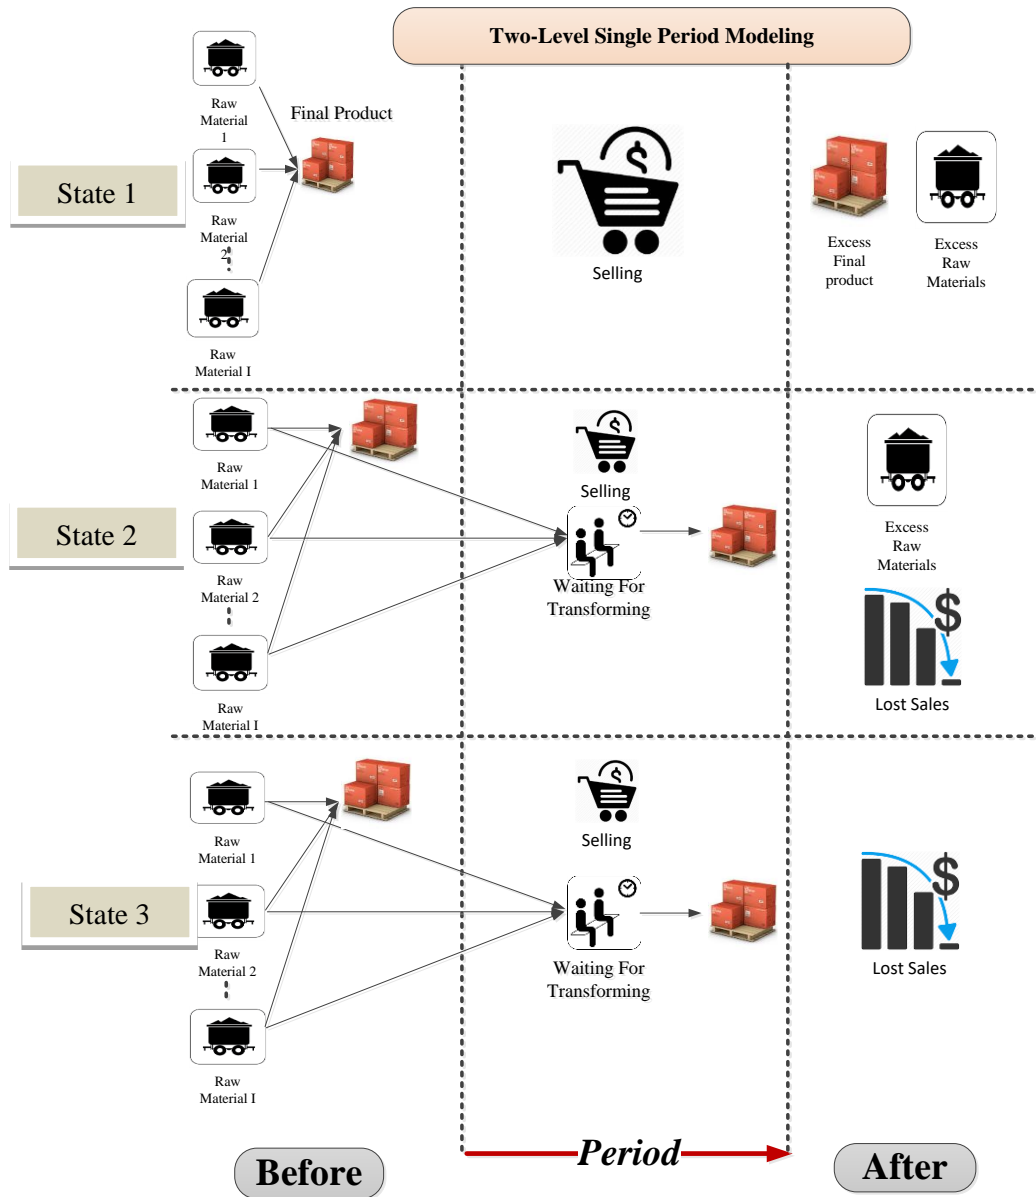 Two-Level Single Period Modeling
Raw
Material
1
Final Product
State 1
Raw
Material
2
Raw
Material I
Selling
Excess
Final
product
Excess
Raw
Materials
State 2
Raw
Material 1
Raw
Material 2
Raw
Material I
Selling
Waiting For
Transforming
Excess
Raw
Materials
$
Lost Sales
State 3
Raw
Material 1
Raw
Material 2
Raw
Material I
Selling
Waiting For
Transforming
$
Lost Sales
Before
Period
After